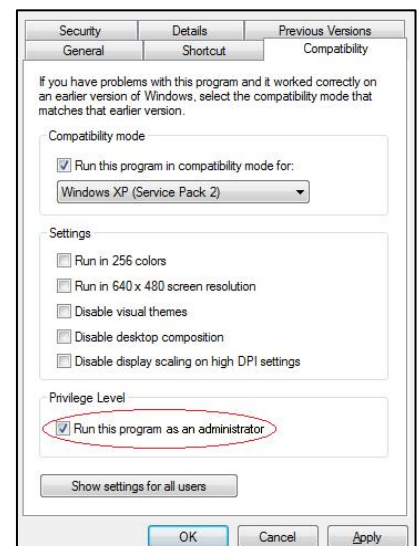 Security Details Previous Versions
General Shortcut Compatibility
If you have problems with this program and it worked correctly on
an earlier version of Windows, select the compatibility mode that
matches that earlier version.
Compatibility mode
Run this program in compatibility mode for:
Windows XP (Service Pack 2)
Settings
Run in 256 colors
Run in 640 x 480 screen resolution
Disable visual themes
Disable desktop composition
Disable display scaling on high DPI settings
Privilege Level
Run this program as an administrator
Show settings for all users
OK Cancel Apply